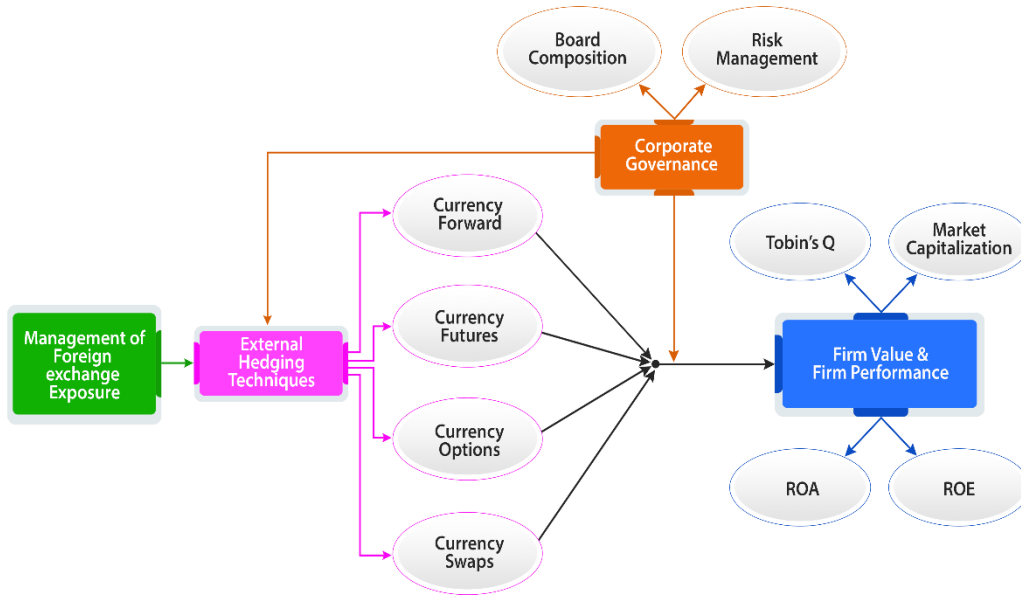 Board
Composition
Risk
Management
Corporate
Governance
Currency
Forward
Tobin's Q
Market
Capitalization
Management of
Foreign
exchange
Exposure
External
Hedging
Techniques
Currency
Futures
Firm Value &
Firm Performance
Currency
Options
ROA
ROE
Currency
Swaps